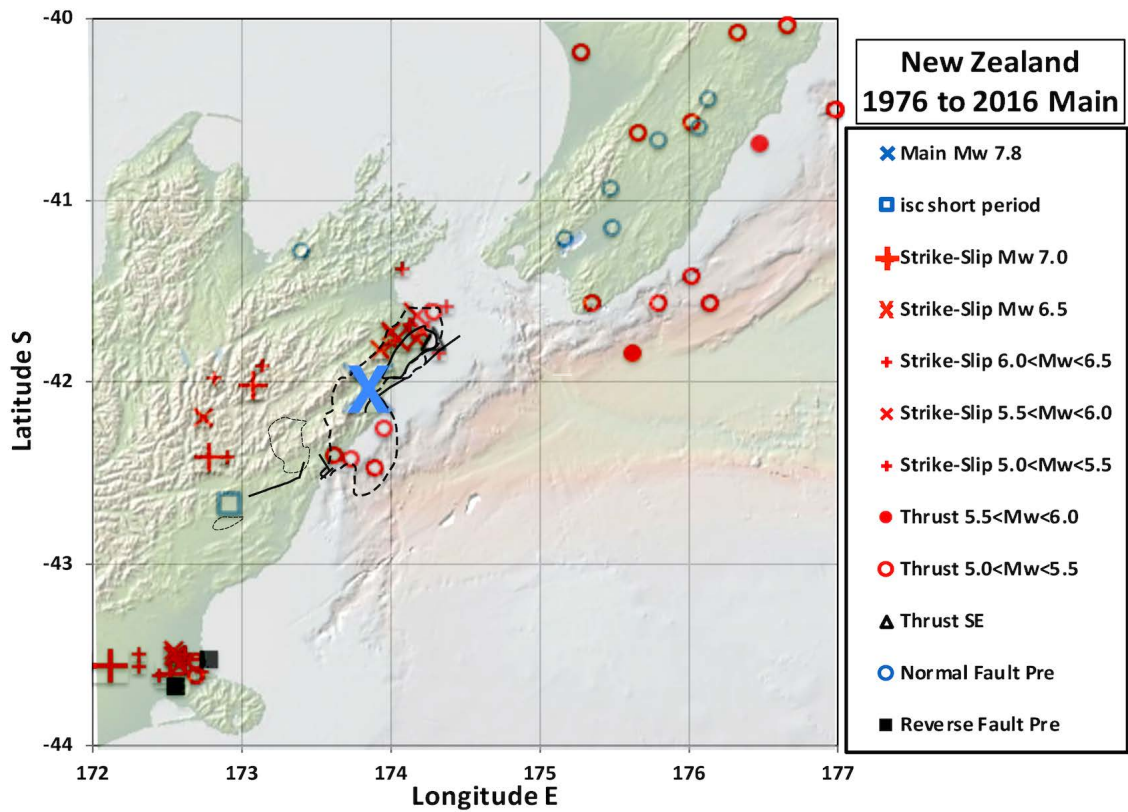 -40
-41
-42
-43
-44
Latitude S
172
173
174
175
176
177
Longitude E
New Zealand
1976 to 2016 Main
Main Mw 7.8
isc short period
Strike-Slip Mw 7.0
Strike-Slip Mw 6.5
Strike-Slip 6.0<Mw<6.5
Strike-Slip 5.5<Mw<6.0
Strike-Slip 5.0<Mw<5.5
Thrust 5.5<Mw<6.0
Thrust 5.0<Mw<5.5
Thrust SE
Normal Fault Pre
Reverse Fault Pre